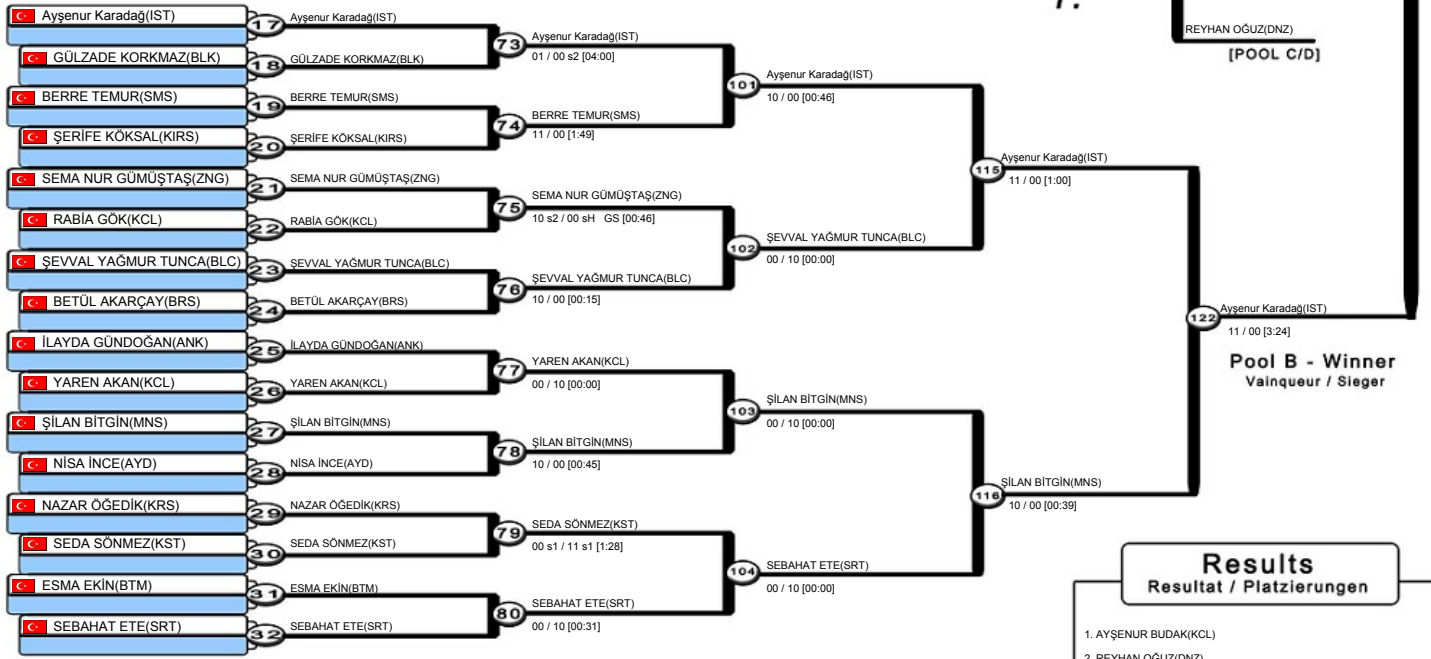 Ayşenur Karadağ(IST)
GÜLZADE KORKMAZ(BLK)
BERRE TEMUR(SMS)
ŞERİFE KÖKSAL(KIRS)
SEMA NUR GÜMÜŞTAŞ(ZNG)
RABİA GÖK(KCL)
ŞEVVAL YAĞMUR TUNCA(BLC)
BETÜL AKARÇAY(BRS)
İLAYDA GÜNDOĞAN(ANK)
YAREN AKAN(KCL)
ŞİLAN BİTGİN(MNS)
NİSA İNCE(AYD)
NAZAR ÖĞEDİK(KRS)
SEDA SÖNMEZ(KST)
ESMA EKİN(BTM)
SEBAHAT ETE(SRT)
17 Ayşenur Karadağ(IST)
18 GÜLZADE KORKMAZ(BLK)
19 BERRE TEMUR(SMS)
20 ŞERİFE KÖKSAL(KIRS)
21 SEMA NUR GÜMÜŞTAŞ(ZNG)
22 RABİA GÖK(KCL)
23 ŞEVVAL YAĞMUR TUNCA(BLC)
24 BETÜL AKARÇAY(BRS)
25 İLAYDA GÜNDOĞAN(ANK)
26 YAREN AKAN(KCL)
27 ŞİLAN BİTGİN(MNS)
28 NİSA İNCE(AYD)
29 NAZAR ÖĞEDİK(KRS)
30 SEDA SÖNMEZ(KST)
31 ESMA EKİN(BTM)
32 SEBAHAT ETE(SRT)
73 Ayşenur Karadağ(IST)
01 / 00 s2 [04:00]
74 BERRE TEMUR(SMS)
11 / 00 [1:49]
75 SEMA NUR GÜMÜŞTAŞ(ZNG)
10 s2 / 00 sH GS [00:46]
76 ŞEVVAL YAĞMUR TUNCA(BLC)
10 / 00 [00:15]
77 YAREN AKAN(KCL)
00 / 10 [00:00]
78 ŞİLAN BİTGİN(MNS)
10 / 00 [00:45]
79 SEDA SÖNMEZ(KST)
00 s1 / 11 s1 [1:28]
80 SEBAHAT ETE(SRT)
00 / 10 [00:31]
101 Ayşenur Karadağ(IST)
10 / 00 [00:46]
102 ŞEVVAL YAĞMUR TUNCA(BLC)
00 / 10 [00:00]
103 ŞİLAN BİTGİN(MNS)
00 / 10 [00:00]
104 SEBAHAT ETE(SRT)
00 / 10 [00:00]
115 Ayşenur Karadağ(IST)
11 / 00 [1:00]
116 ŞİLAN BİTGİN(MNS)
10 / 00 [00:39]
122 Ayşenur Karadağ(IST)
11 / 00 [3:24]
Pool B - Winner
Vainqueur / Sieger
REYHAN OĞUZ(DNZ)
[POOL C/D]
Results
Resultat / Platzierungen
1. AYŞENUR BUDAK(KCL)
2. REYHAN OĞUZ(DNZ)